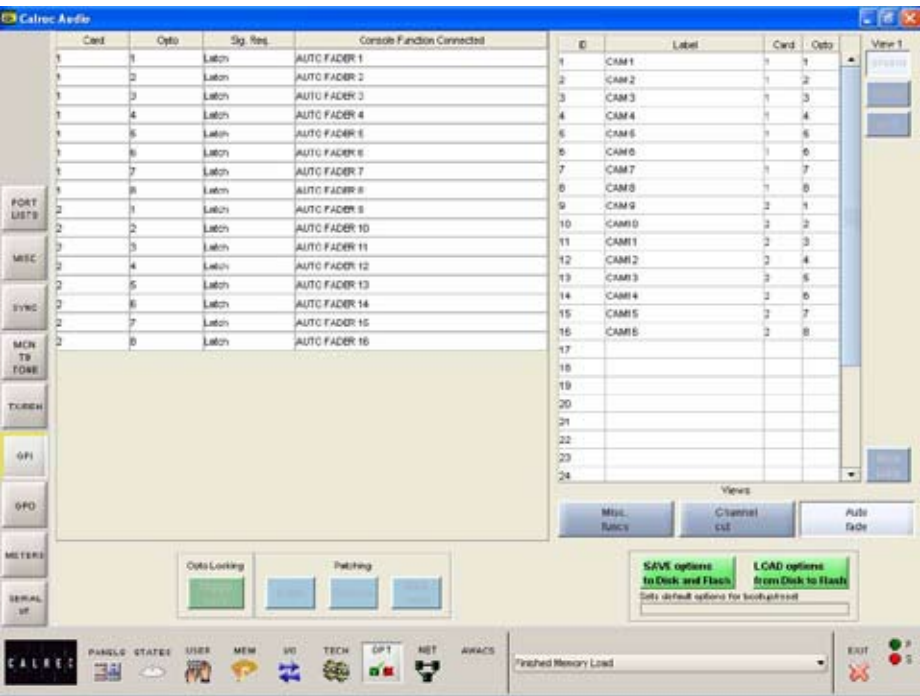 Calrec Audio
Card Opto Sig. Req. Console Function Connected
1 1 Latch AUTO FADER 1
1 2 Latch AUTO FADER 2
1 3 Latch AUTO FADER 3
1 4 Latch AUTO FADER 4
1 5 Latch AUTO FADER 5
1 6 Latch AUTO FADER 6
1 7 Latch AUTO FADER 7
1 8 Latch AUTO FADER 8
2 1 Latch AUTO FADER 9
2 2 Latch AUTO FADER 10
2 3 Latch AUTO FADER 11
2 4 Latch AUTO FADER 12
2 5 Latch AUTO FADER 13
2 6 Latch AUTO FADER 14
2 7 Latch AUTO FADER 15
2 8 Latch AUTO FADER 16
ID Label Card Opto
1 CAM 1 1 1
2 CAM 2 1 2
3 CAM 3 1 3
4 CAM 4 1 4
5 CAM 5 1 5
6 CAM 6 1 6
7 CAM 7 1 7
8 CAM 8 1 8
9 CAM 9 2 1
10 CAM10 2 2
11 CAM11 2 3
12 CAM12 2 4
13 CAM13 2 5
14 CAM14 2 6
15 CAM15 2 7
16 CAM16 2 8
17
18
19
20
21
22
23
24
View 1
PORT
LISTS
MISC
SYNC
MCN
TB
TONE
TX/REH
GPI
GPO
METERS
SERIAL
I/F
Views
Misc.
funcs
Channel
cut
Auto
fade
Opto Locking
Patching
SAVE options
to Disk and Flash
LOAD options
from Disk to Flash
Sets default options for bootup/reset
CALREC
PANELS STATES USER MEM I/O TECH OPT NET AWACS
Finished Memory Load
EXIT
P
S